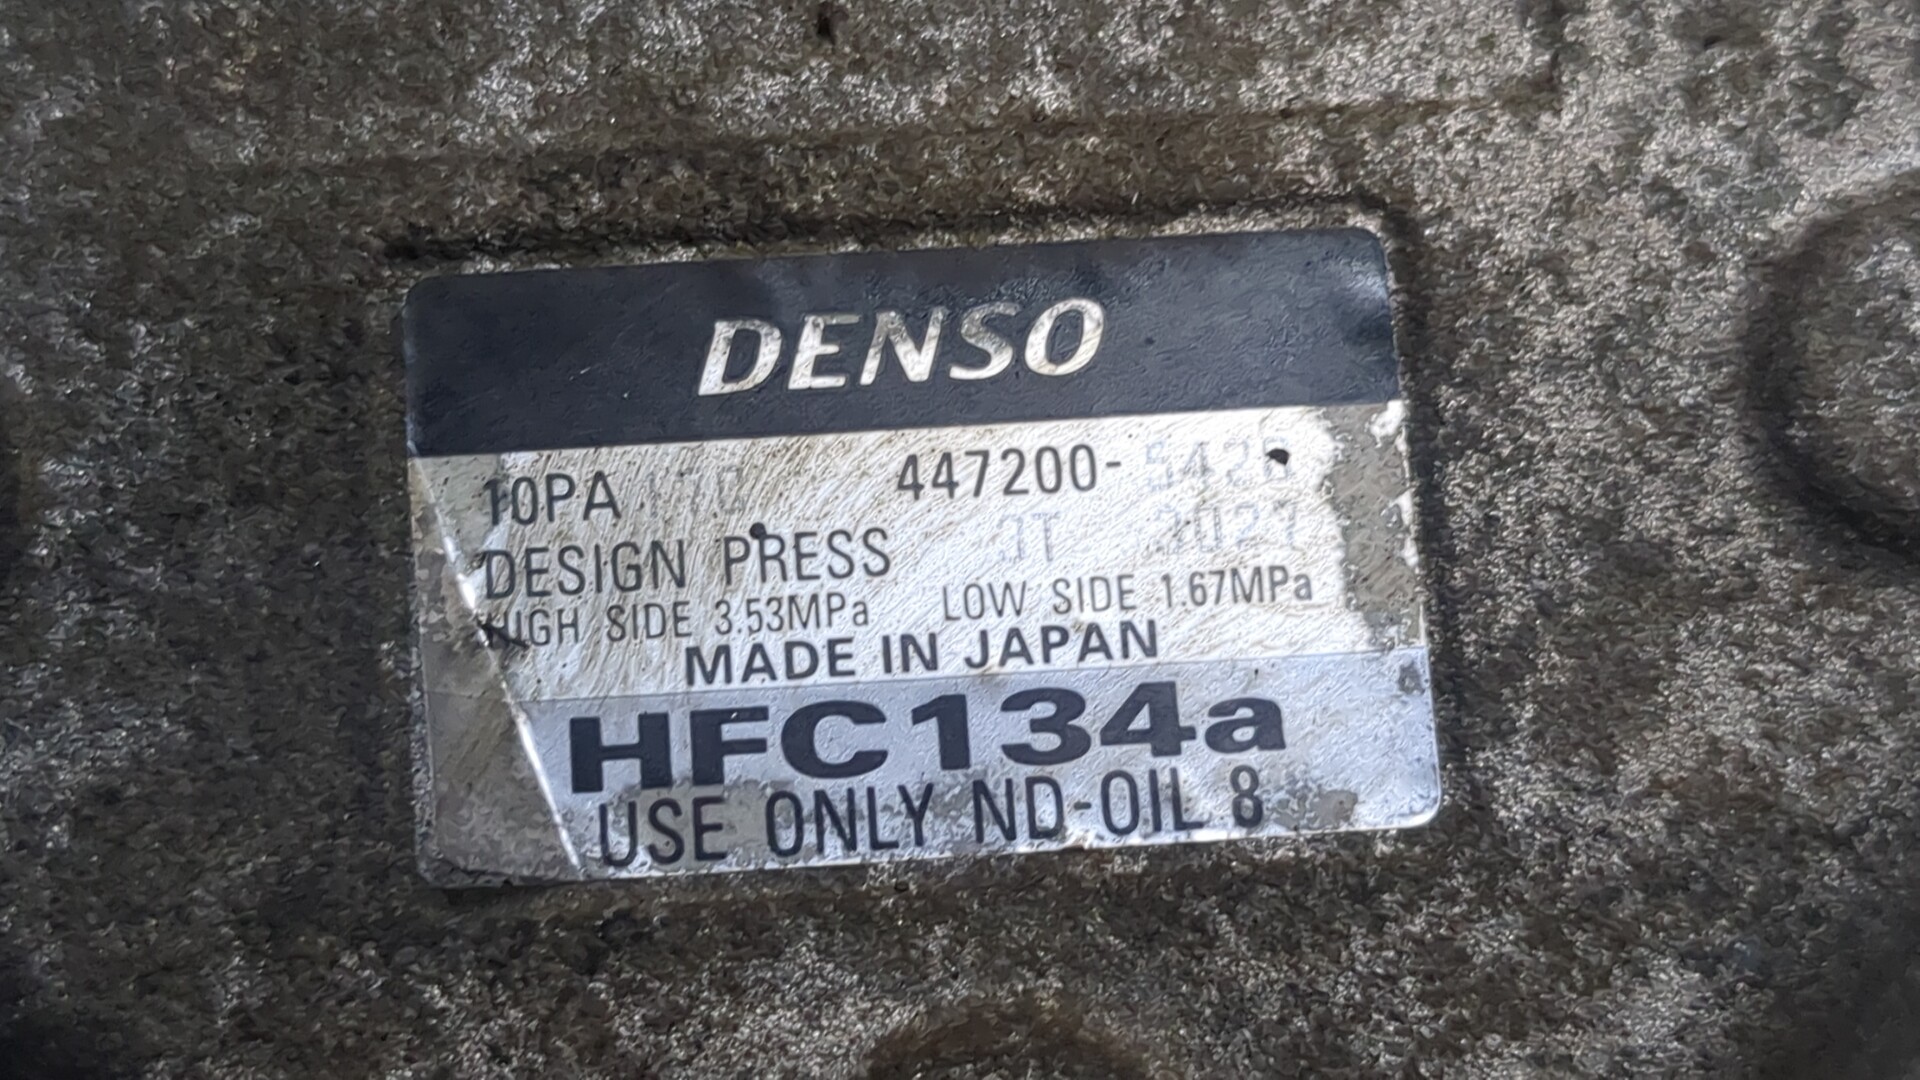 DENSO
10PA 447200-
DESIGN PRESS
HIGH SIDE 3.53MPa LOW SIDE 1.67MPa
MADE IN JAPAN
HFC134a
USE ONLY ND-OIL 8